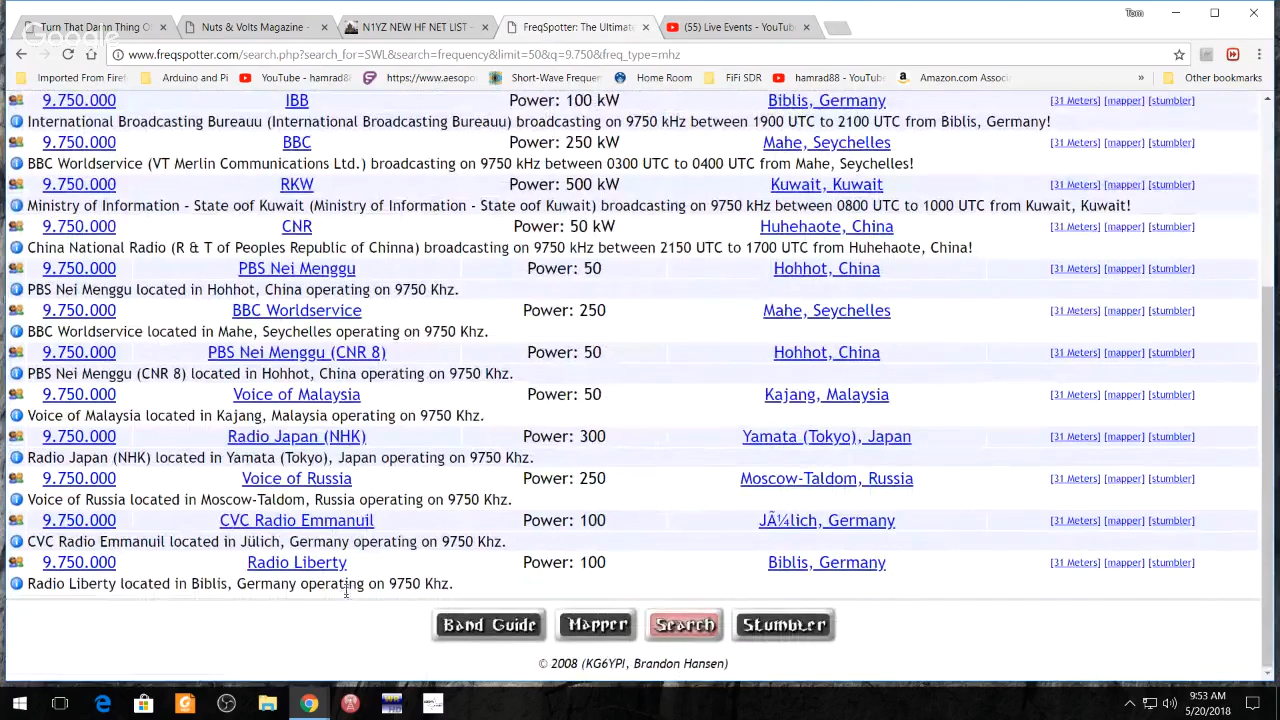 Turn That Damn Thing O
Nuts & Volts Magazine -
N1YZ NEW HF NET LIST -
FreqSpotter: The Ultimate
(55) Live Events - YouTube
Tom
Google
www.freqspotter.com/search.php?search_for=SWL&search=frequency&limit=50&q=9.750&freq_type=mhz
Imported From Firef
Arduino and Pi
YouTube - hamrad8
https://www.aesopo
Short-Wave Frequen
Home Room
FiFi SDR
hamrad88 - YouTub
Amazon.com Associ
»
Other bookmarks
9.750.000 IBB Power: 100 kW Biblis, Germany [31 Meters] [mapper] [stumbler]
International Broadcasting Bureauu (International Broadcasting Bureauu) broadcasting on 9750 kHz between 1900 UTC to 2100 UTC from Biblis, Germany!
9.750.000 BBC Power: 250 kW Mahe, Seychelles [31 Meters] [mapper] [stumbler]
BBC Worldservice (VT Merlin Communications Ltd.) broadcasting on 9750 kHz between 0300 UTC to 0400 UTC from Mahe, Seychelles!
9.750.000 RKW Power: 500 kW Kuwait, Kuwait [31 Meters] [mapper] [stumbler]
Ministry of Information - State oof Kuwait (Ministry of Information - State oof Kuwait) broadcasting on 9750 kHz between 0800 UTC to 1000 UTC from Kuwait, Kuwait!
9.750.000 CNR Power: 50 kW Huhehaote, China [31 Meters] [mapper] [stumbler]
China National Radio (R & T of Peoples Republic of Chinna) broadcasting on 9750 kHz between 2150 UTC to 1700 UTC from Huhehaote, China!
9.750.000 PBS Nei Menggu Power: 50 Hohhot, China [31 Meters] [mapper] [stumbler]
PBS Nei Menggu located in Hohhot, China operating on 9750 Khz.
9.750.000 BBC Worldservice Power: 250 Mahe, Seychelles [31 Meters] [mapper] [stumbler]
BBC Worldservice located in Mahe, Seychelles operating on 9750 Khz.
9.750.000 PBS Nei Menggu (CNR 8) Power: 50 Hohhot, China [31 Meters] [mapper] [stumbler]
PBS Nei Menggu (CNR 8) located in Hohhot, China operating on 9750 Khz.
9.750.000 Voice of Malaysia Power: 50 Kajang, Malaysia [31 Meters] [mapper] [stumbler]
Voice of Malaysia located in Kajang, Malaysia operating on 9750 Khz.
9.750.000 Radio Japan (NHK) Power: 300 Yamata (Tokyo), Japan [31 Meters] [mapper] [stumbler]
Radio Japan (NHK) located in Yamata (Tokyo), Japan operating on 9750 Khz.
9.750.000 Voice of Russia Power: 250 Moscow-Taldom, Russia [31 Meters] [mapper] [stumbler]
Voice of Russia located in Moscow-Taldom, Russia operating on 9750 Khz.
9.750.000 CVC Radio Emmanuil Power: 100 JÃ¼lich, Germany [31 Meters] [mapper] [stumbler]
CVC Radio Emmanuil located in Jülich, Germany operating on 9750 Khz.
9.750.000 Radio Liberty Power: 100 Biblis, Germany [31 Meters] [mapper] [stumbler]
Radio Liberty located in Biblis, Germany operating on 9750 Khz.
Band Guide Mapper Search Stumbler
© 2008 (KG6YPI, Brandon Hansen)
9:53 AM
5/20/2018